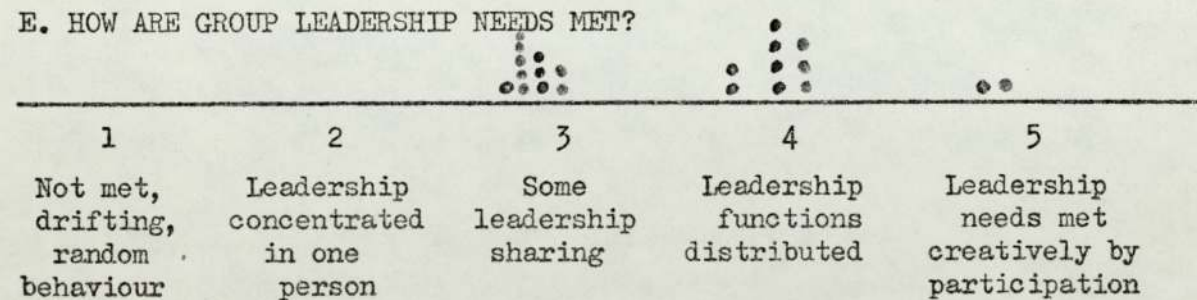 E. HOW ARE GROUP LEADERSHIP NEEDS MET?
1 2 3 4 5
Not met, Leadership Some Leadership Leadership
drifting, concentrated leadership functions needs met
random in one sharing distributed creatively by
behaviour person participation